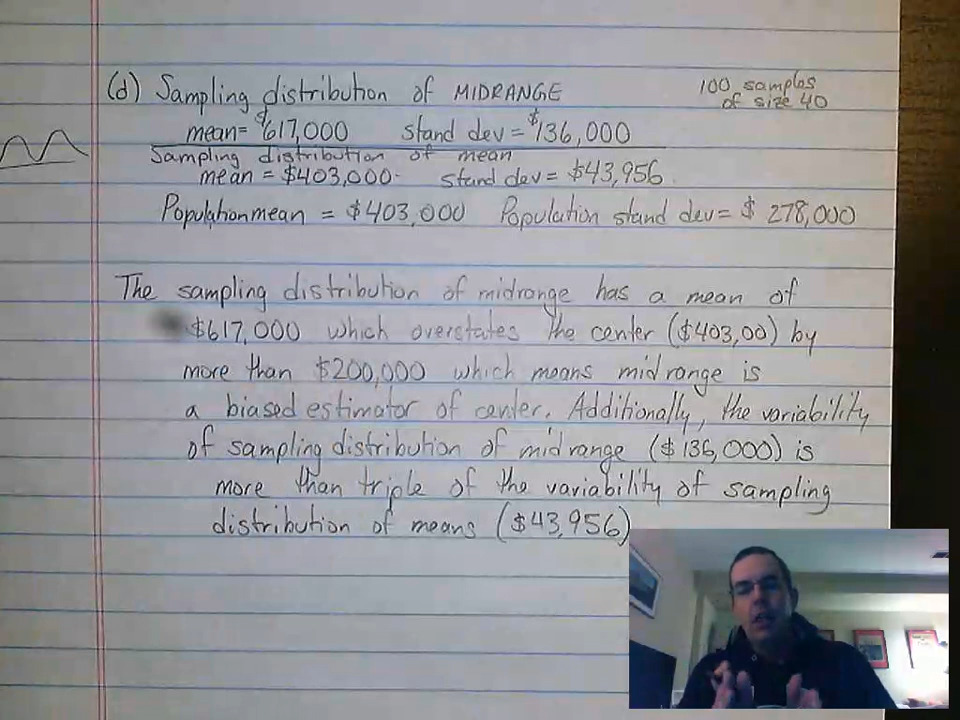 (d) Sampling distribution of MIDRANGE
100 samples
of size 40
mean= $617,000 stand dev = $136,000
Sampling distribution of mean
mean = $403,000. stand dev = $43,956
Population mean = $403,000 Population stand dev = $ 278,000
The sampling distribution of midrange has a mean of
$617,000 which overstates the center ($403,00) by
more than $200,000 which means midrange is
a biased estimator of center. Additionally, the variability
of sampling distribution of midrange ($136,000) is
more than triple of the variability of sampling
distribution of means ($43,956)